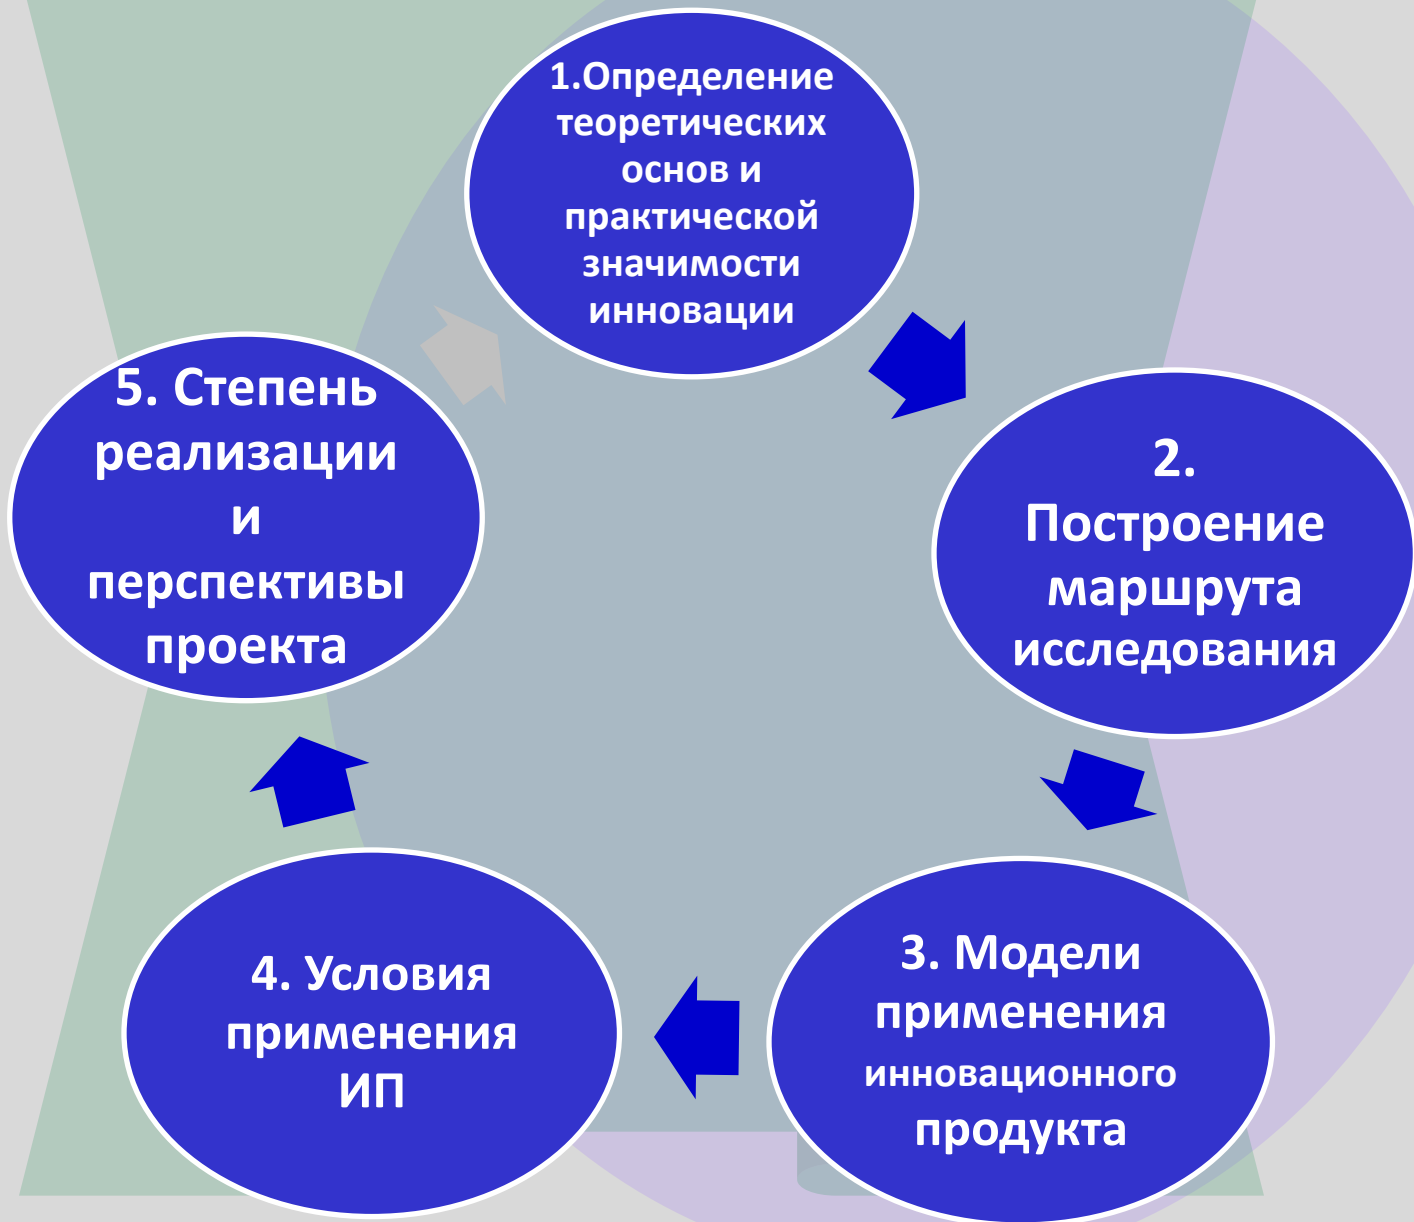 1.Определение
теоретических
основ и
практической
значимости
инновации
2.
Построение
маршрута
исследования
3. Модели
применения
инновационного
продукта
4. Условия
применения
ИП
5. Степень
реализации
и
перспективы
проекта